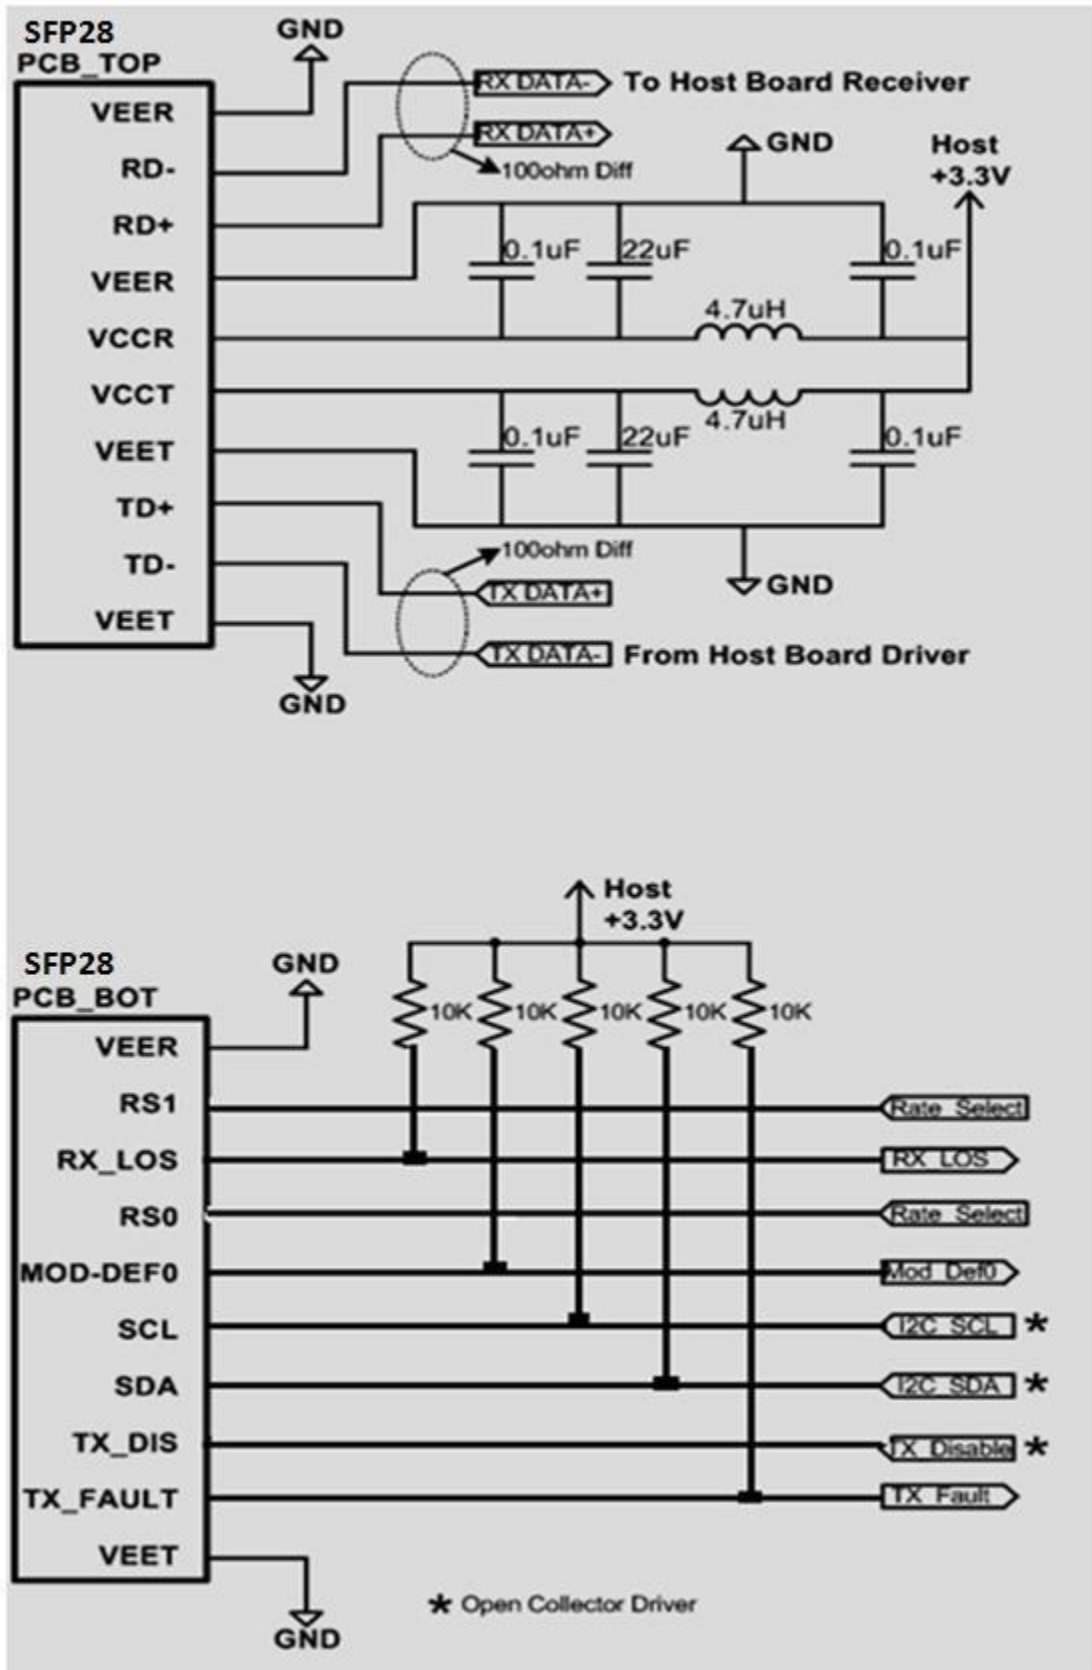 SFP28
PCB_TOP
GND
VEER
RX DATA- To Host Board Receiver
RD-
RX DATA+
100ohm Diff
GND
Host
+3.3V
RD+
0.1uF 22uF 0.1uF
VEER
4.7uH
VCCR
VCCT
4.7uH
0.1uF 22uF 0.1uF
VEET
TD+
100ohm Diff
TD-
TX DATA+
GND
VEET
TX DATA- From Host Board Driver
GND
Host
+3.3V
SFP28
PCB_BOT
GND
10K 10K 10K 10K 10K
VEER
RS1 Rate Select
RX_LOS RX LOS
RS0 Rate Select
MOD-DEF0 Mod Def0
SCL I2C SCL *
SDA I2C SDA *
TX_DIS TX Disable *
TX_FAULT TX Fault
VEET
* Open Collector Driver
GND